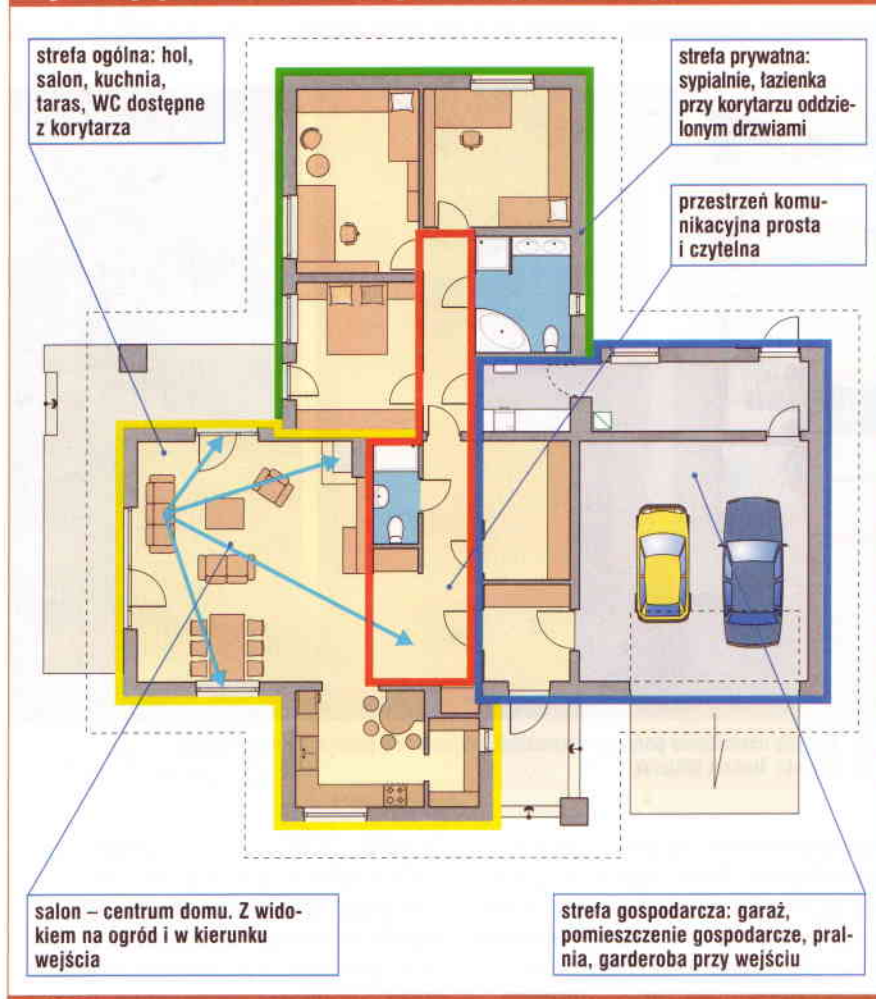 strefa ogólna: hol,
salon, kuchnia,
taras, WC dostępne
z korytarza
strefa prywatna:
sypialnie, łazienka
przy korytarzu oddzie-
lonym drzwiami
przestrzeń komu-
nikacyjna prosta
i czytelna
salon – centrum domu. Z wido-
kiem na ogród i w kierunku
wejścia
strefa gospodarcza: garaż,
pomieszczenie gospodarcze, pral-
nia, garderoba przy wejściu